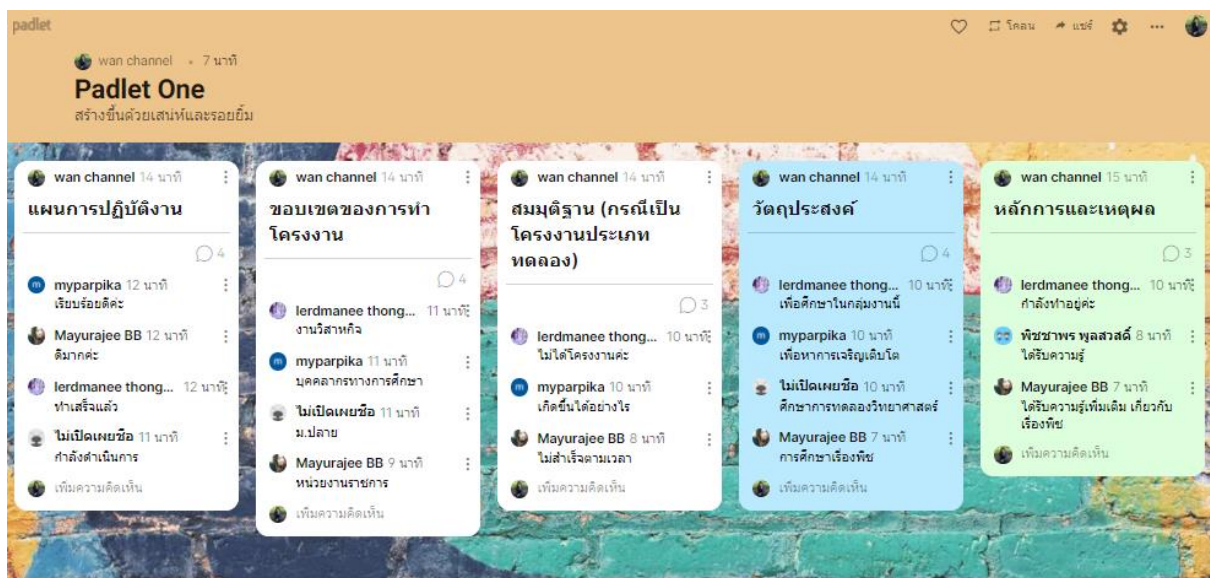 padlet
โคลน
แชร์
wan channel • 7 นาที
Padlet One
สร้างขึ้นด้วยเสน่ห์และรอยยิ้ม
wan channel 14 นาที
แผนการปฏิบัติงาน
4
myparpika 12 นาที
เรียบร้อยดีค่ะ
Mayurajee BB 12 นาที
ดีมากค่ะ
lerdmanee thong... 12 นาที
ทำเสร็จแล้ว
ไม่เปิดเผยชื่อ 11 นาที
กำลังดำเนินการ
เพิ่มความคิดเห็น
wan channel 14 นาที
ขอบเขตของการทำ
โครงงาน
4
lerdmanee thong... 11 นาที
งานวิสาหกิจ
myparpika 11 นาที
บุคคลากรทางการศึกษา
ไม่เปิดเผยชื่อ 11 นาที
ม.ปลาย
Mayurajee BB 9 นาที
หน่วยงานราชการ
เพิ่มความคิดเห็น
wan channel 14 นาที
สมมุติฐาน (กรณีเป็น
โครงงานประเภท
ทดลอง)
3
lerdmanee thong... 10 นาที
ไม่ได้โครงงานค่ะ
myparpika 10 นาที
เกิดขึ้นได้อย่างไร
Mayurajee BB 8 นาที
ไม่สำเร็จตามเวลา
เพิ่มความคิดเห็น
wan channel 14 นาที
วัตถุประสงค์
4
lerdmanee thong... 10 นาที
เพื่อศึกษาในกลุ่มงานนี้
myparpika 10 นาที
เพื่อหาการเจริญเติบโต
ไม่เปิดเผยชื่อ 10 นาที
ศึกษาการทดลองวิทยาศาสตร์
Mayurajee BB 7 นาที
การศึกษาเรื่องพืช
เพิ่มความคิดเห็น
wan channel 15 นาที
หลักการและเหตุผล
3
lerdmanee thong... 10 นาที
กำลังทำอยู่ค่ะ
พิชชาพร พูลสวสดิ์ 8 นาที
ได้รับความรู้
Mayurajee BB 7 นาที
ได้รับความรู้เพิ่มเติม เกี่ยวกับ
เรื่องพืช
เพิ่มความคิดเห็น